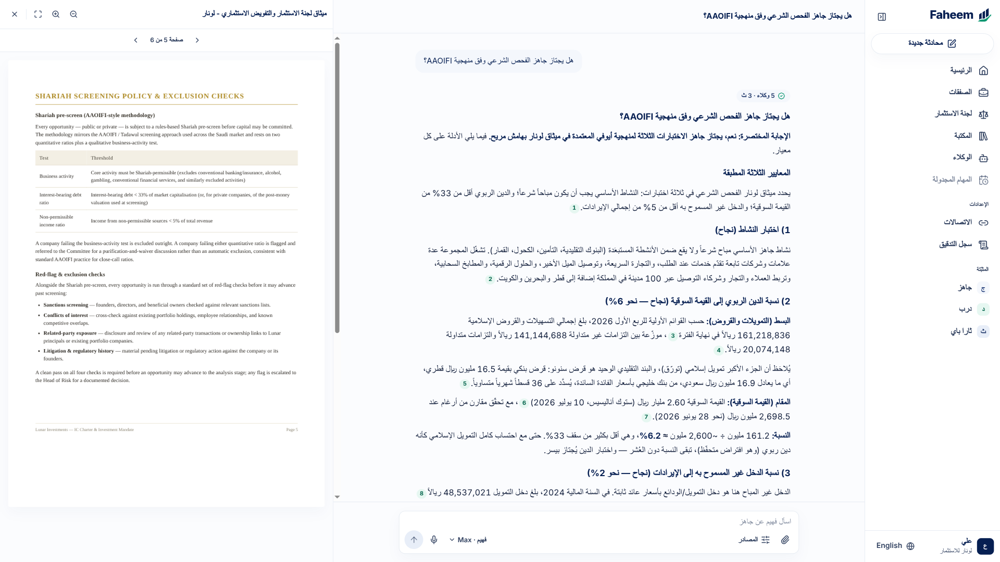 Faheem
محادثة جديدة
الرئيسية
الصفقات
لجنة الاستثمار
المكتبة
الوكلاء
المهام المجدولة
الإعدادات
الاتصالات
سجل التدقيق
المثبتة
ج جاهز
د درب
ث ثارا باي
ع علي
لونار للاستثمار
English
هل يجتاز جاهز الفحص الشرعي وفق منهجية AAOIFI؟
هل يجتاز جاهز الفحص الشرعي وفق منهجية AAOIFI؟
5 وكلاء · 3 ث
هل يجتاز جاهز الفحص الشرعي وفق منهجية AAOIFI؟
الإجابة المختصرة: نعم، يجتاز جاهز الاختبارات الثلاثة لمنهجية أيوفي المعتمدة في ميثاق لونار بهامش مريح. فيما يلي الأدلة على كل
معيار.
المعايير الثلاثة المطبقة
يحدد ميثاق لونار الفحص الشرعي في ثلاثة اختبارات: النشاط الأساسي يجب أن يكون مباحاً شرعاً؛ والدين الربوي أقل من 33% من
القيمة السوقية؛ والدخل غير المسموح به أقل من 5% من إجمالي الإيرادات. 1
1) اختبار النشاط (نجاح)
نشاط جاهز الأساسي مباح شرعاً ولا يقع ضمن الأنشطة المستبعَدة (البنوك التقليدية، التأمين، الكحول، القمار). تشغّل المجموعة عدة
علامات وشركات تابعة تقدّم خدمات عند الطلب، والتجارة السريعة، وتوصيل الميل الأخير، والحلول الرقمية، والمطابخ السحابية،
وتربط العملاء والتجار وشركاء التوصيل عبر 100 مدينة في المملكة إضافة إلى قطر والبحرين والكويت. 2
2) نسبة الدين الربوي إلى القيمة السوقية (نجاح — نحو 6%)
البسط (التمويلات والقروض): حسب القوائم الأولية للربع الأول 2026، بلغ إجمالي التسهيلات والقروض الإسلامية
161,218,836 ريالاً في نهاية الفترة 3 ، موزّعة بين التزامات غير متداولة 141,144,688 ريالاً والتزامات متداولة
20,074,148 ريالاً. 4
يُلاحَظ أن الجزء الأكبر تمويل إسلامي (تورّق)، والبند التقليدي الوحيد هو قرض سنونو: قرض بنكي بقيمة 16.5 مليون ريال قطري،
أي ما يعادل 16.9 مليون ريال سعودي، من بنك خليجي بأسعار الفائدة السائدة، يُسدَّد على 36 قسطاً شهرياً متساوياً. 5
المقام (القيمة السوقية): القيمة السوقية 2.60 مليار ريال (ستوك أناليسيس، 10 يوليو 2026) 6 ، مع تحقّق مقارن من أرغام عند
2,698.5 مليون ريال (نحو 28 يونيو 2026). 7
النسبة: 161.2 مليون ÷ ~2,600 مليون ≈ 6.2%، وهي أقل بكثير من سقف 33%. حتى مع احتساب كامل التمويل الإسلامي كأنه
دين ربوي (وهو افتراض متحفّظ)، تبقى النسبة دون العُشر — واختبار الدين يُجتاز بيسر.
3) نسبة الدخل غير المسموح به إلى الإيرادات (نجاح — نحو 2%)
الدخل غير المباح هنا هو دخل التمويل/الودائع بأسعار عائد ثابتة. في السنة المالية 2024، بلغ دخل التمويل 48,537,021 ريالاً 8
اسأل فهيم عن جاهز
المصادر
فهيم · Max
ميثاق لجنة الاستثمار والتفويض الاستثماري - لونار
صفحة 5 من 6
SHARIAH SCREENING POLICY & EXCLUSION CHECKS
Shariah pre-screen (AAOIFI-style methodology)
Every opportunity — public or private — is subject to a rules-based Shariah pre-screen before capital may be committed.
The methodology mirrors the AAOIFI / Tadawul screening approach used across the Saudi market and rests on two
quantitative ratios plus a qualitative business-activity test.
Test Threshold
Business activity Core activity must be Shariah-permissible (excludes conventional banking/insurance, alcohol,
gambling, conventional financial services, and similarly excluded activities)
Interest-bearing debt Interest-bearing debt < 33% of market capitalisation (or, for private companies, of the post-money
ratio valuation used at screening)
Non-permissible
income ratio Income from non-permissible sources < 5% of total revenue
A company failing the business-activity test is excluded outright. A company failing either quantitative ratio is flagged and
referred to the Committee for a purification-and-waiver discussion rather than an automatic exclusion, consistent with
standard AAOIFI practice for close-call ratios.
Red-flag & exclusion checks
Alongside the Shariah pre-screen, every opportunity is run through a standard set of red-flag checks before it may advance
past screening:
• Sanctions screening — founders, directors, and beneficial owners checked against relevant sanctions lists.
• Conflicts of interest — cross-check against existing portfolio holdings, employee relationships, and known
competitive overlaps.
• Related-party exposure — disclosure and review of any related-party transactions or ownership links to Lunar
principals or existing portfolio companies.
• Litigation & regulatory history — material pending litigation or regulatory action against the company or its
founders.
A clean pass on all four checks is required before an opportunity may advance to the analysis stage; any flag is escalated to
the Head of Risk for a documented decision.
Lunar Investments — IC Charter & Investment Mandate Page 5